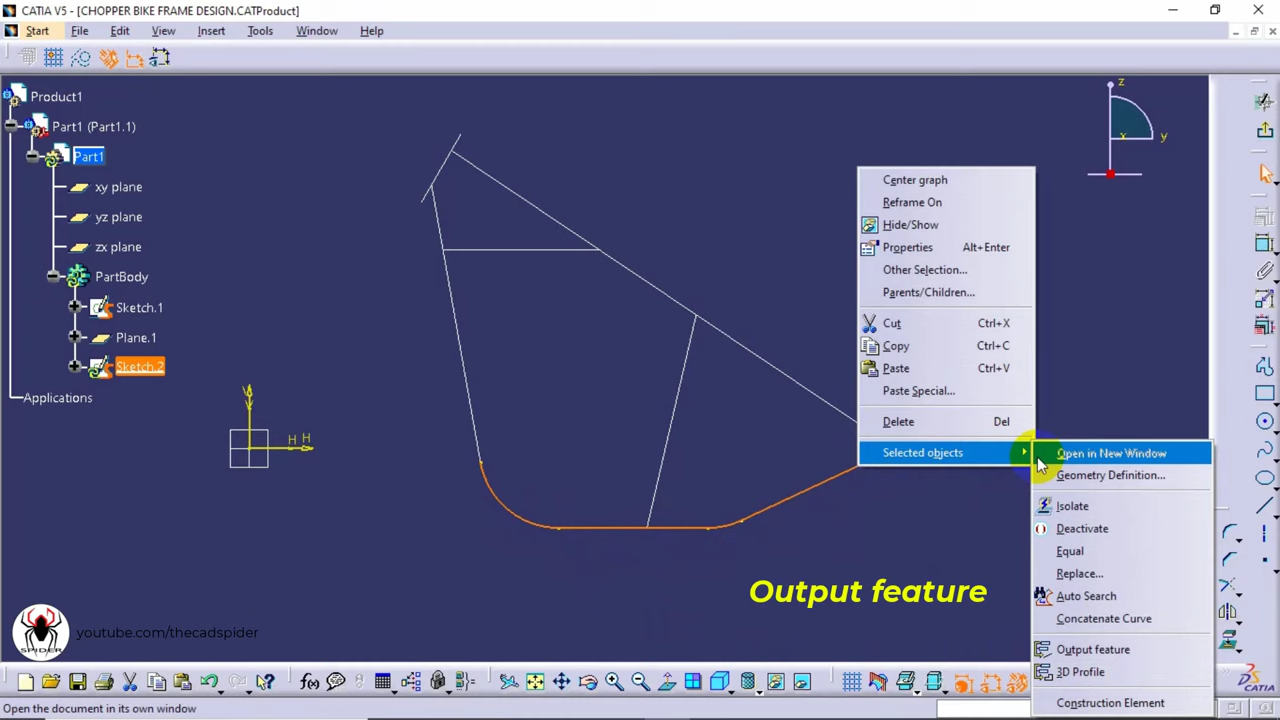 CATIA V5 - [CHOPPER BIKE FRAME DESIGN.CATProduct]
Start File Edit View Insert Tools Window Help
Product1
Part1 (Part1.1)
Part1
xy plane
yz plane
zx plane
PartBody
Sketch.1
Plane.1
Sketch.2
Applications
V
H H
z
x y
Center graph
Reframe On
Hide/Show
Properties Alt+Enter
Other Selection...
Parents/Children...
Cut Ctrl+X
Copy Ctrl+C
Paste Ctrl+V
Paste Special...
Delete Del
Selected objects
Open in New Window
Geometry Definition...
Isolate
Deactivate
Equal
Replace...
Auto Search
Concatenate Curve
Output feature
3D Profile
Construction Element
Output feature
SPIDER
youtube.com/thecadspider
f(x)
Open the document in its own window